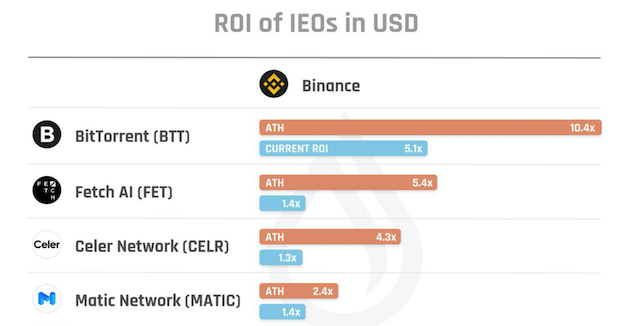 ROI of IEOs in USD
Binance
B
BitTorrent (BTT)
ATH 10.4x
CURRENT ROI 5.1x
FETCH
Fetch AI (FET)
ATH 5.4x
1.4x
Celer
Celer Network (CELR)
ATH 4.3x
1.3x
Matic Network (MATIC)
ATH 2.4x
1.4x